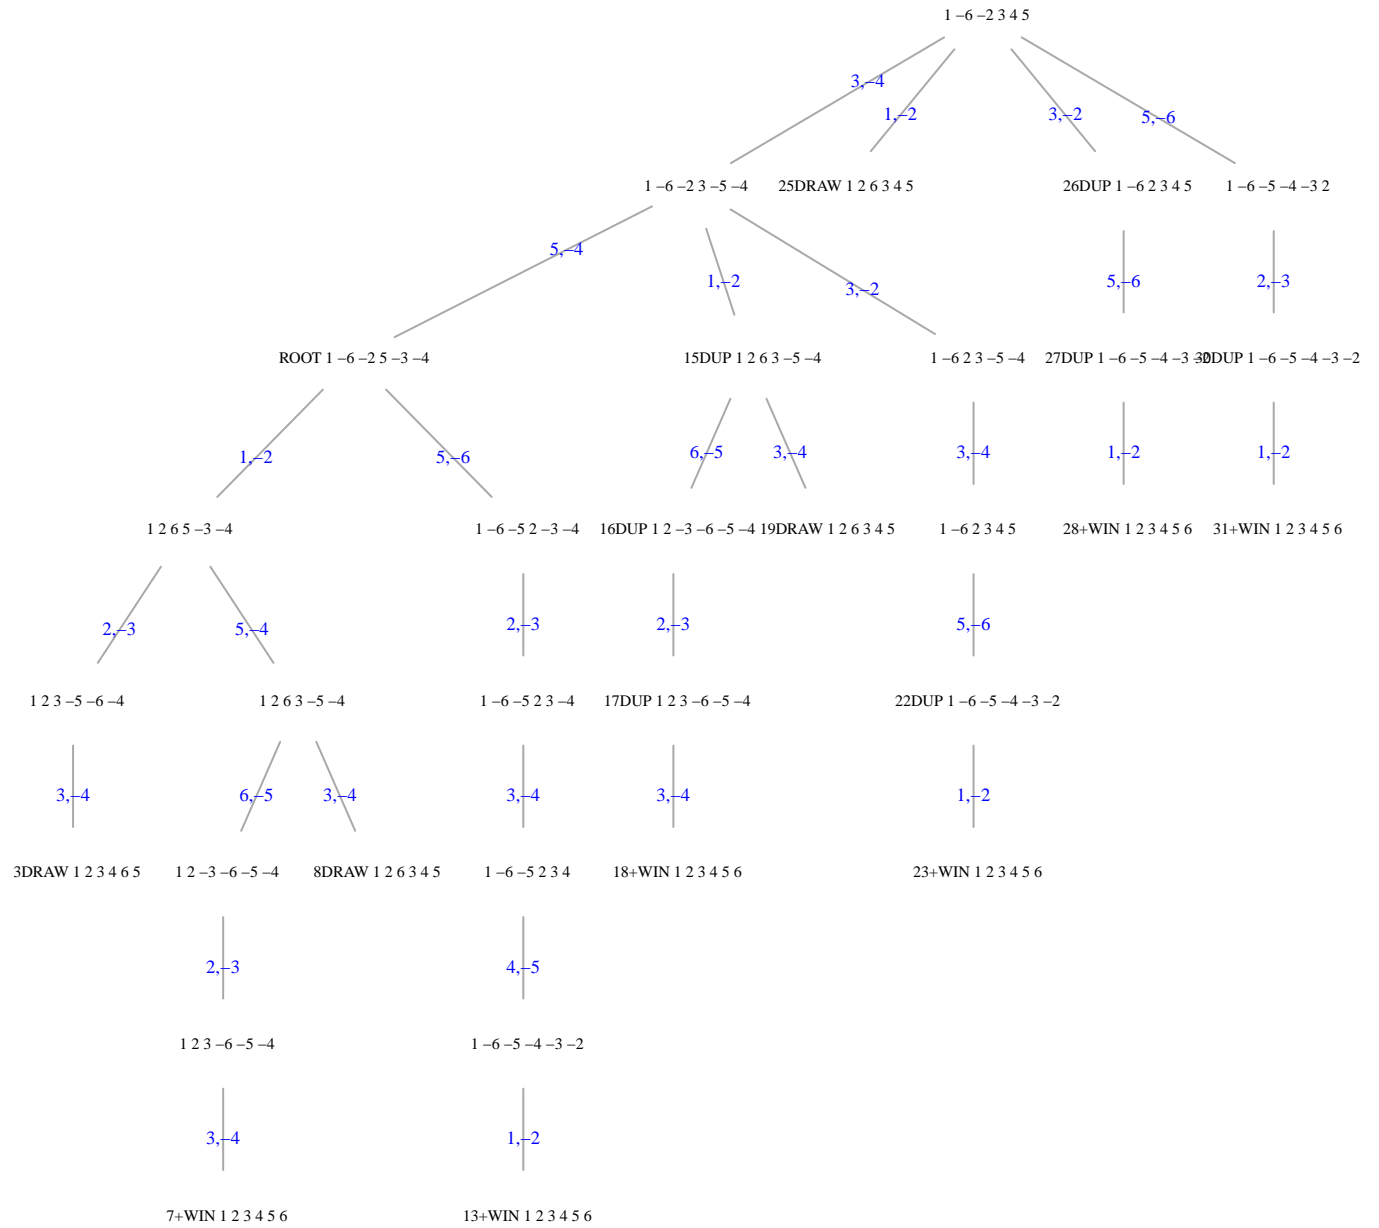 1 –6 –2 3 4 5
3,–4
1,–2
3,–2
5,–6
1 –6 –2 3 –5 –4
25DRAW 1 2 6 3 4 5
26DUP 1 –6 2 3 4 5
1 –6 –5 –4 –3 2
5,–4
1,–2
3,–2
5,–6
2,–3
ROOT 1 –6 –2 5 –3 –4
15DUP 1 2 6 3 –5 –4
1 –6 2 3 –5 –4
27DUP 1 –6 –5 –4 –3 –2
30DUP 1 –6 –5 –4 –3 –2
1,–2
5,–6
6,–5
3,–4
3,–4
1,–2
1,–2
1 2 6 5 –3 –4
1 –6 –5 2 –3 –4
16DUP 1 2 –3 –6 –5 –4
19DRAW 1 2 6 3 4 5
1 –6 2 3 4 5
28+WIN 1 2 3 4 5 6
31+WIN 1 2 3 4 5 6
2,–3
5,–4
2,–3
2,–3
5,–6
1 2 3 –5 –6 –4
1 2 6 3 –5 –4
1 –6 –5 2 3 –4
17DUP 1 2 3 –6 –5 –4
22DUP 1 –6 –5 –4 –3 –2
3,–4
6,–5
3,–4
3,–4
3,–4
1,–2
3DRAW 1 2 3 4 6 5
1 2 –3 –6 –5 –4
8DRAW 1 2 6 3 4 5
1 –6 –5 2 3 4
18+WIN 1 2 3 4 5 6
23+WIN 1 2 3 4 5 6
2,–3
4,–5
1 2 3 –6 –5 –4
1 –6 –5 –4 –3 –2
3,–4
1,–2
7+WIN 1 2 3 4 5 6
13+WIN 1 2 3 4 5 6